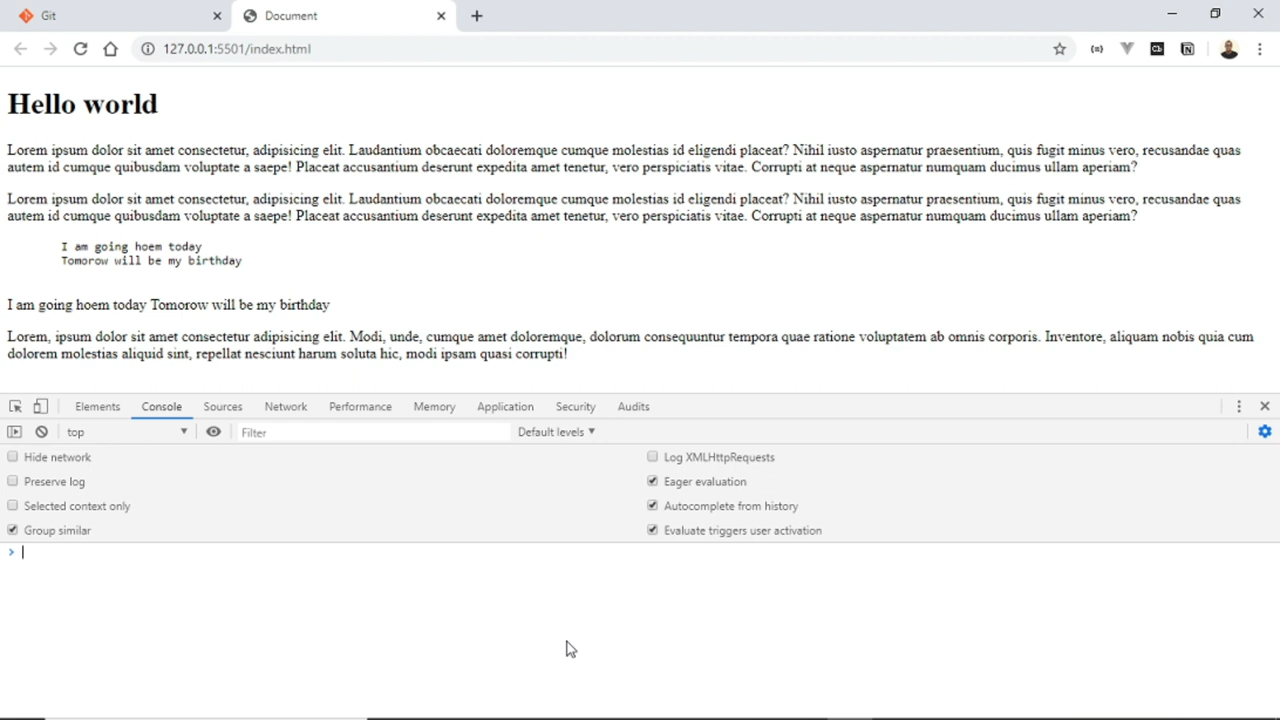 Git
Document
127.0.0.1:5501/index.html
Hello world
Lorem ipsum dolor sit amet consectetur, adipisicing elit. Laudantium obcaecati doloremque cumque molestias id eligendi placeat? Nihil iusto aspernatur praesentium, quis fugit minus vero, recusandae quas
autem id cumque quibusdam voluptate a saepe! Placeat accusantium deserunt expedita amet tenetur, vero perspiciatis vitae. Corrupti at neque aspernatur numquam ducimus ullam aperiam?
Lorem ipsum dolor sit amet consectetur, adipisicing elit. Laudantium obcaecati doloremque cumque molestias id eligendi placeat? Nihil iusto aspernatur praesentium, quis fugit minus vero, recusandae quas
autem id cumque quibusdam voluptate a saepe! Placeat accusantium deserunt expedita amet tenetur, vero perspiciatis vitae. Corrupti at neque aspernatur numquam ducimus ullam aperiam?
I am going hoem today
Tomorow will be my birthday
I am going hoem today Tomorow will be my birthday
Lorem, ipsum dolor sit amet consectetur adipisicing elit. Modi, unde, cumque amet doloremque, dolorum consequuntur tempora quae ratione voluptatem ab omnis corporis. Inventore, aliquam nobis quia cum
dolorem molestias aliquid sint, repellat nesciunt harum soluta hic, modi ipsam quasi corrupti!
Elements Console Sources Network Performance Memory Application Security Audits
top Filter Default levels
Hide network Log XMLHttpRequests
Preserve log Eager evaluation
Selected context only Autocomplete from history
Group similar Evaluate triggers user activation